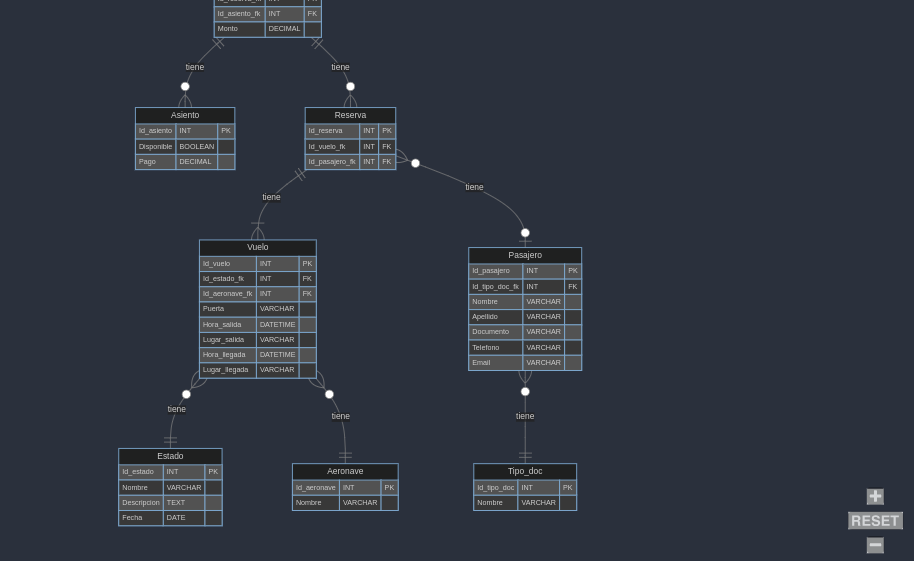 Id_asiento_fk INT FK
Monto DECIMAL
tiene tiene
Asiento
Id_asiento INT PK
Disponible BOOLEAN
Pago DECIMAL
Reserva
Id_reserva INT PK
Id_vuelo_fk INT FK
Id_pasajero_fk INT FK
tiene tiene
Vuelo
Id_vuelo INT PK
Id_estado_fk INT FK
Id_aeronave_fk INT FK
Puerta VARCHAR
Hora_salida DATETIME
Lugar_salida VARCHAR
Hora_llegada DATETIME
Lugar_llegada VARCHAR
Pasajero
Id_pasajero INT PK
Id_tipo_doc_fk INT FK
Nombre VARCHAR
Apellido VARCHAR
Documento VARCHAR
Telefono VARCHAR
Email VARCHAR
tiene tiene tiene
Estado
Id_estado INT PK
Nombre VARCHAR
Descripcion TEXT
Fecha DATE
Aeronave
Id_aeronave INT PK
Nombre VARCHAR
Tipo_doc
Id_tipo_doc INT PK
Nombre VARCHAR
+
RESET
−